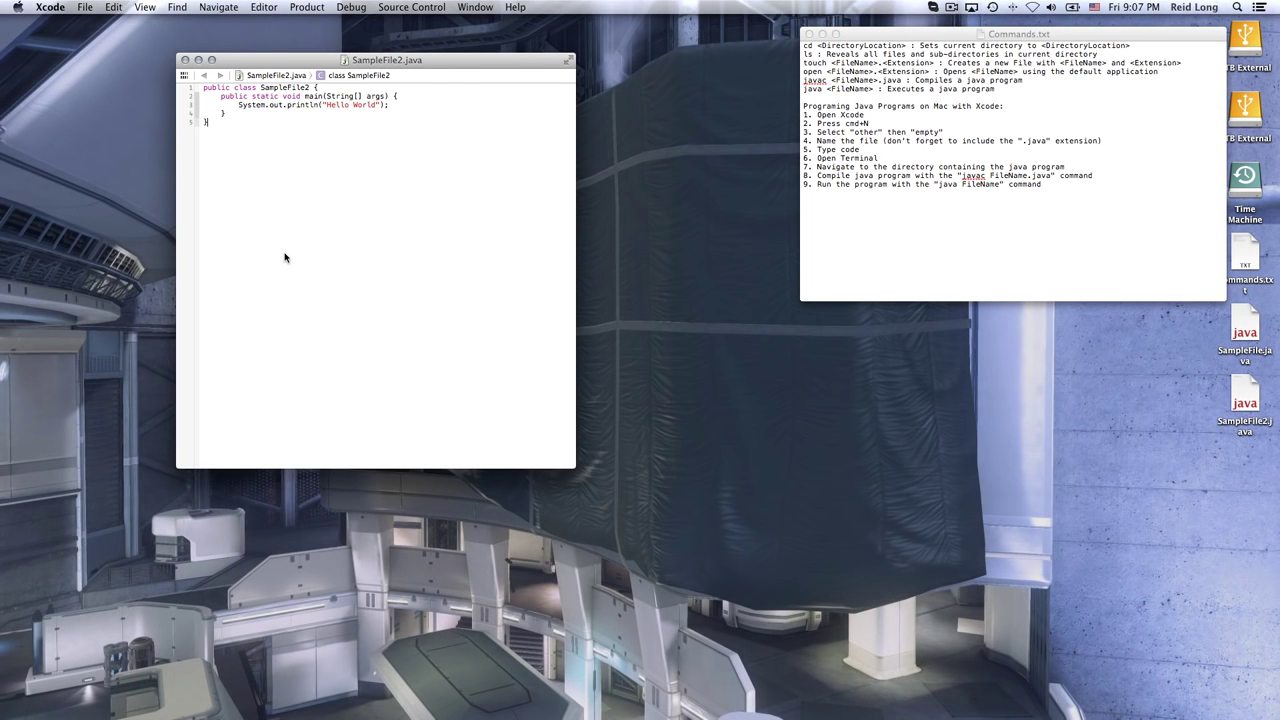 Xcode File Edit View Find Navigate Editor Product Debug Source Control Window Help Fri 9:07 PM Reid Long
SampleFile2.java
SampleFile2.java class SampleFile2
1 public class SampleFile2 {
2 public static void main(String[] args) {
3 System.out.println("Hello World");
4 }
5 }
Commands.txt
cd <DirectoryLocation> : Sets current directory to <DirectoryLocation>
ls : Reveals all files and sub-directories in current directory
touch <FileName>.<Extension> : Creates a new File with <FileName> and <Extension>
open <FileName>.<Extension> : Opens <FileName> using the default application
javac <FileName>.java : Compiles a java program
java <FileName> : Executes a java program
Programing Java Programs on Mac with Xcode:
1. Open Xcode
2. Press cmd+N
3. Select "other" then "empty"
4. Name the file (don't forget to include the ".java" extension)
5. Type code
6. Open Terminal
7. Navigate to the directory containing the java program
8. Compile java program with the "javac FileName.java" command
9. Run the program with the "java FileName" command
TB External
TB External
Time
Machine
TXT
ommands.tx
t
java
SampleFile.ja
va
java
SampleFile2.j
ava